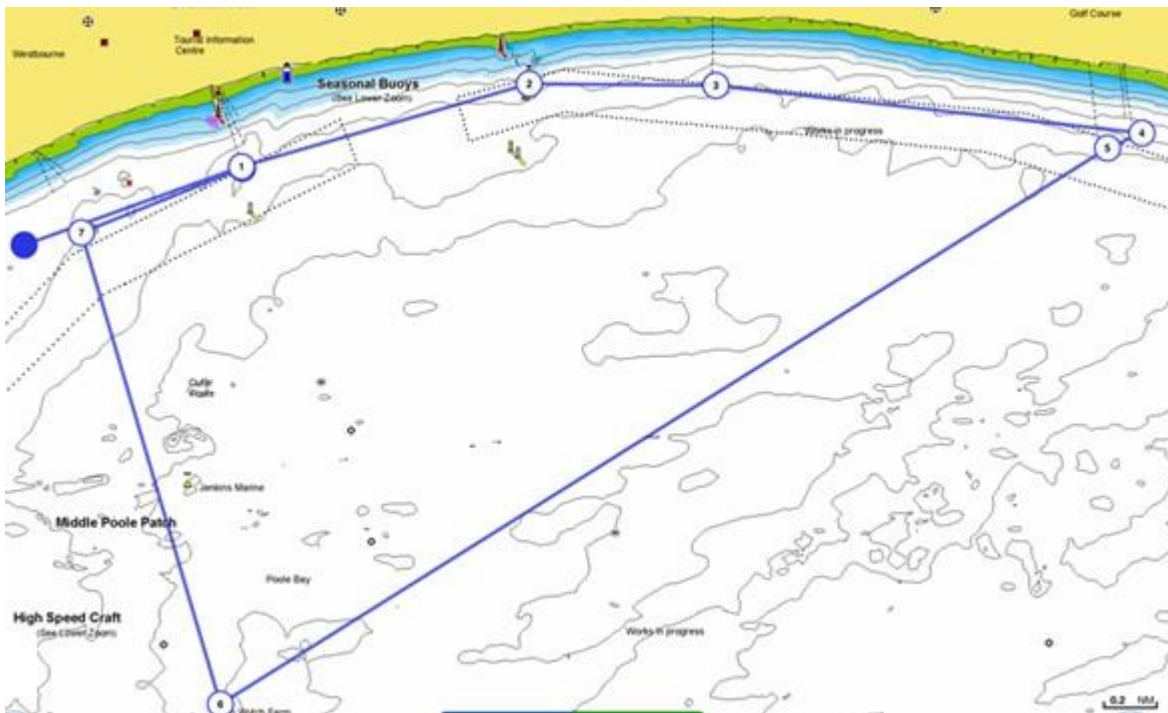 Westbourne
Tourist Information
Centre
Golf Course
Seasonal Buoys
(See Lower Zoom)
2
3
4
5
1
7
Works in progress
Outer
Jenkins Marine
Middle Poole Patch
Poole Bay
High Speed Craft
(See Lower Zoom)
Works in progress
6
0.2 NM